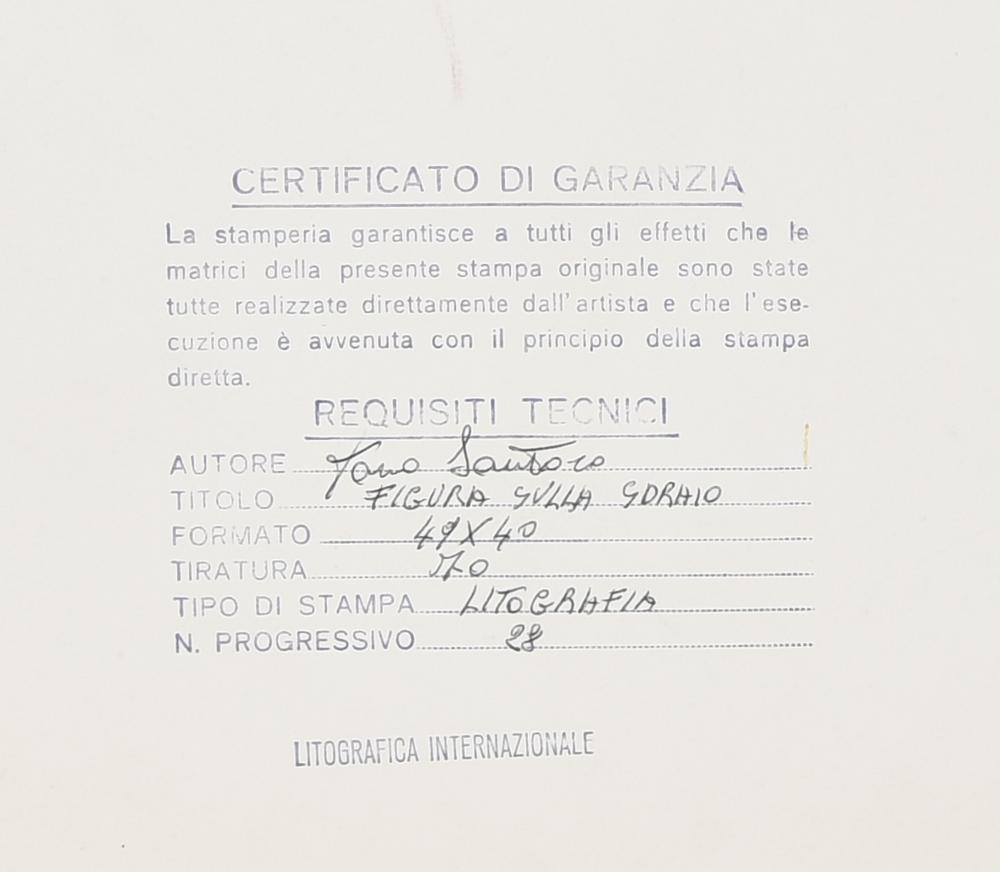 CERTIFICATO DI GARANZIA
La stamperia garantisce a tutti gli effetti che le
matrici della presente stampa originale sono state
tutte realizzate direttamente dall'artista e che l'ese-
cuzione è avvenuta con il principio della stampa
diretta.
REQUISITI TECNICI
AUTORE Santoro
TITOLO FIGURA SULLA SDRAIO
FORMATO 49X40
TIRATURA
TIPO DI STAMPA LITOGRAFIA
N. PROGRESSIVO 28
LITOGRAFICA INTERNAZIONALE